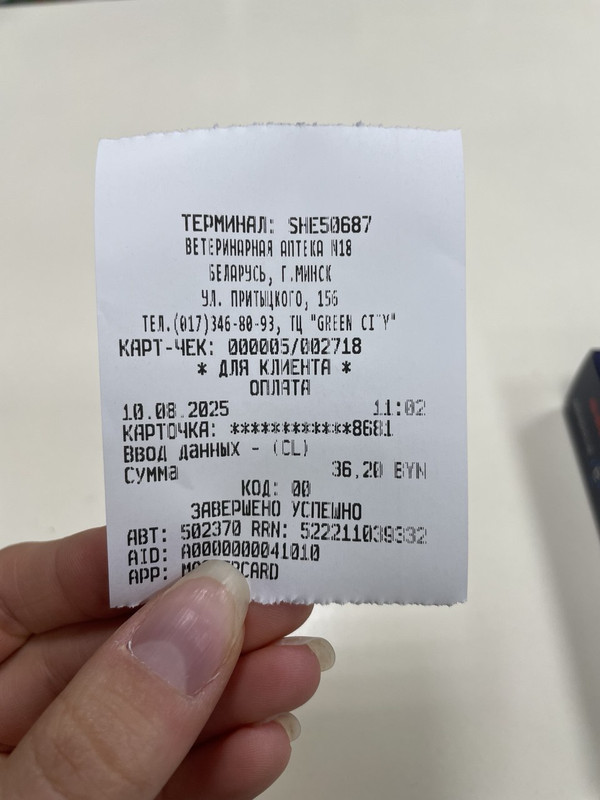 ТЕРМИНАЛ: SHE50687
ВЕТЕРИНАРНАЯ АПТЕКА N18
БЕЛАРУСЬ, Г.МИНСК
УЛ. ПРИТЫЦКОГО, 156
ТЕЛ.(017)346-80-93, ТЦ "GREEN CITY"
КАРТ-ЧЕК: 000005/002718
* ДЛЯ КЛИЕНТА *
ОПЛАТА
10.08.2025 11:02
КАРТОЧКА: ************8681
Ввод данных - (CL)
Сумма 36,20 BYN
КОД: 00
ЗАВЕРШЕНО УСПЕШНО
АВТ: 502370 RRN: 522211039332
AID: A0000000041010
APP: MASTERCARD